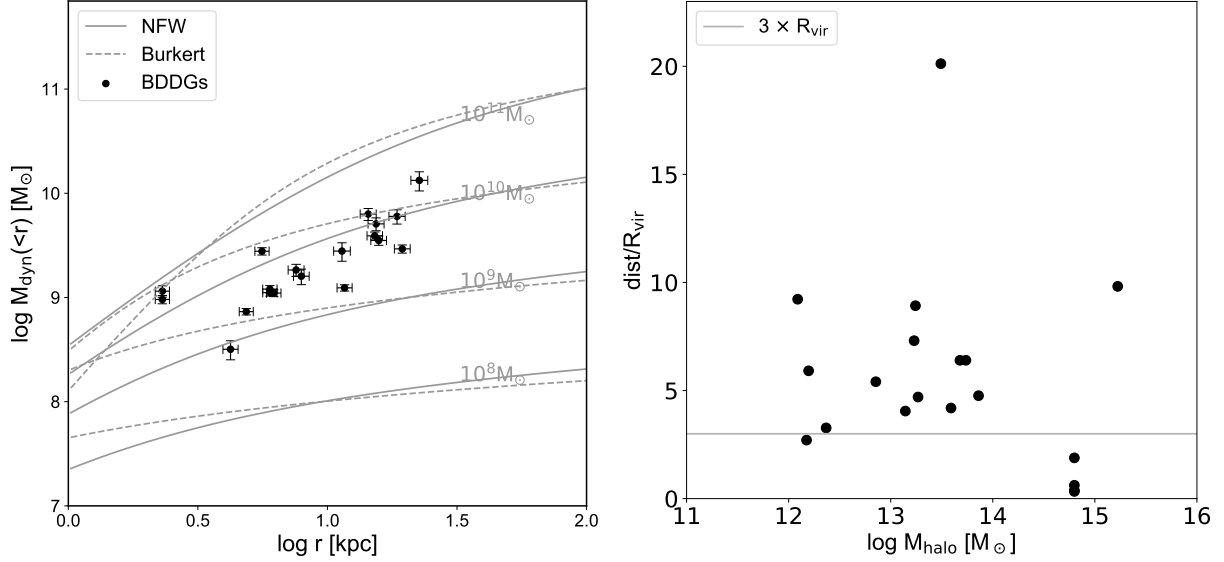 NFW
Burkert
BDDGs
10¹¹M⊙
10¹⁰M⊙
10⁹M⊙
10⁸M⊙
11
10
9
8
7
log M_dyn(<r) [M⊙]
0.0 0.5 1.0 1.5 2.0
log r [kpc]
3 × R_vir
20
15
10
5
0
dist/R_vir
11 12 13 14 15 16
log M_halo [M⊙]